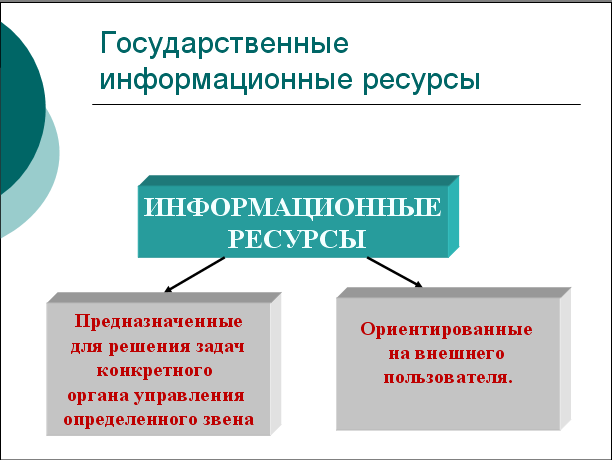 Государственные
информационные ресурсы
ИНФОРМАЦИОННЫЕ
РЕСУРСЫ
Предназначенные
для решения задач
конкретного
органа управления
определенного звена
Ориентированные
на внешнего
пользователя.